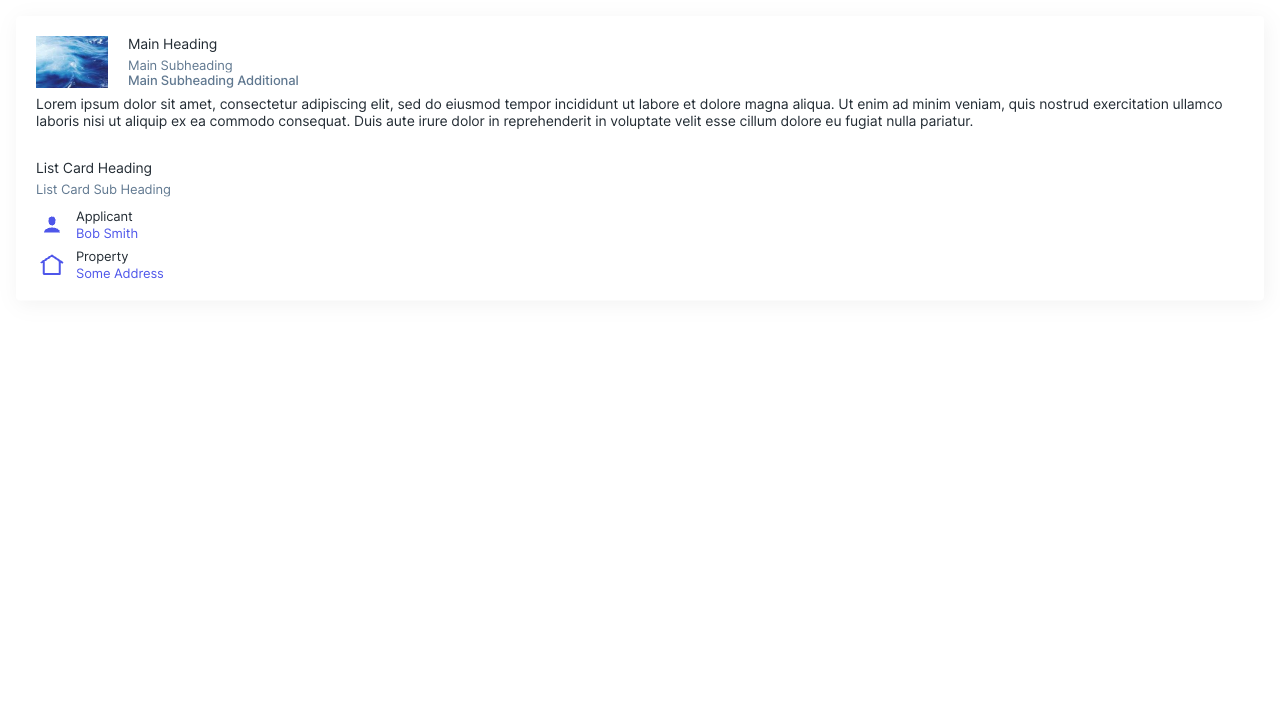 Main Heading
Main Subheading
Main Subheading Additional
Lorem ipsum dolor sit amet, consectetur adipiscing elit, sed do eiusmod tempor incididunt ut labore et dolore magna aliqua. Ut enim ad minim veniam, quis nostrud exercitation ullamco
laboris nisi ut aliquip ex ea commodo consequat. Duis aute irure dolor in reprehenderit in voluptate velit esse cillum dolore eu fugiat nulla pariatur.
List Card Heading
List Card Sub Heading
Applicant
Bob Smith
Property
Some Address